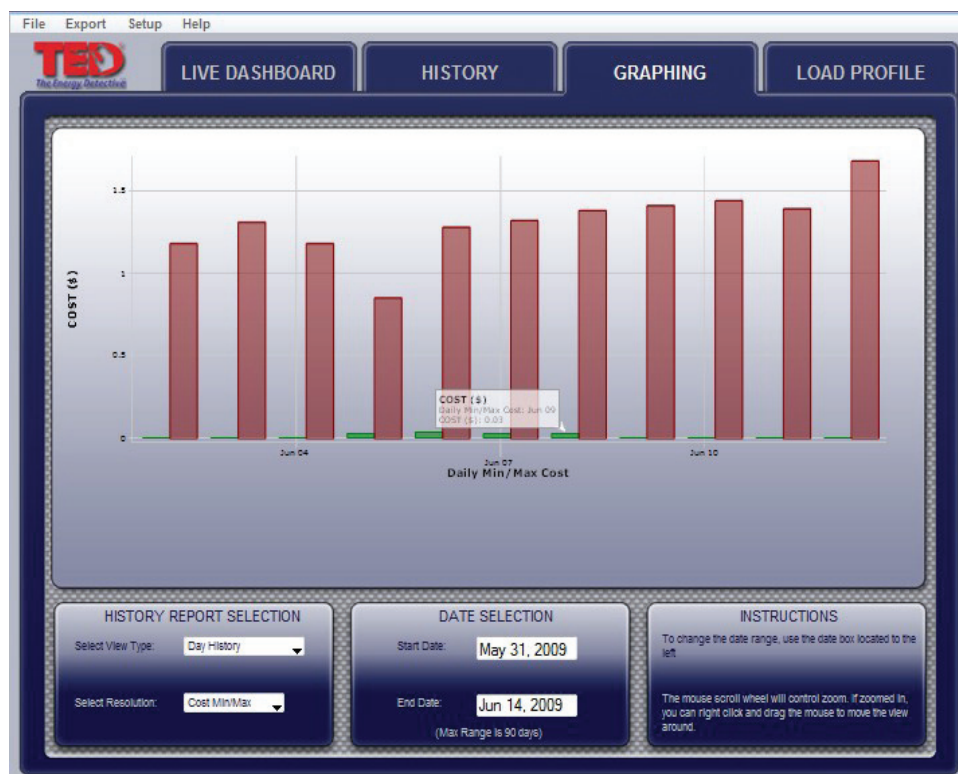 File Export Setup Help
TED
The Energy Detective
LIVE DASHBOARD
HISTORY
GRAPHING
LOAD PROFILE
1.5
1
0.5
0
COST ($)
COST ($)
Daily Min/Max Cost: Jun 09
COST ($): 0.03
Jun 04
Jun 07
Jun 10
Daily Min/Max Cost
HISTORY REPORT SELECTION
Select View Type: Day History
Select Resolution: Cost Min/Max
DATE SELECTION
Start Date: May 31, 2009
End Date: Jun 14, 2009
(Max Range is 90 days)
INSTRUCTIONS
To change the date range, use the date box located to the
left
The mouse scroll wheel will control zoom. If zoomed in,
you can right click and drag the mouse to move the view
around.